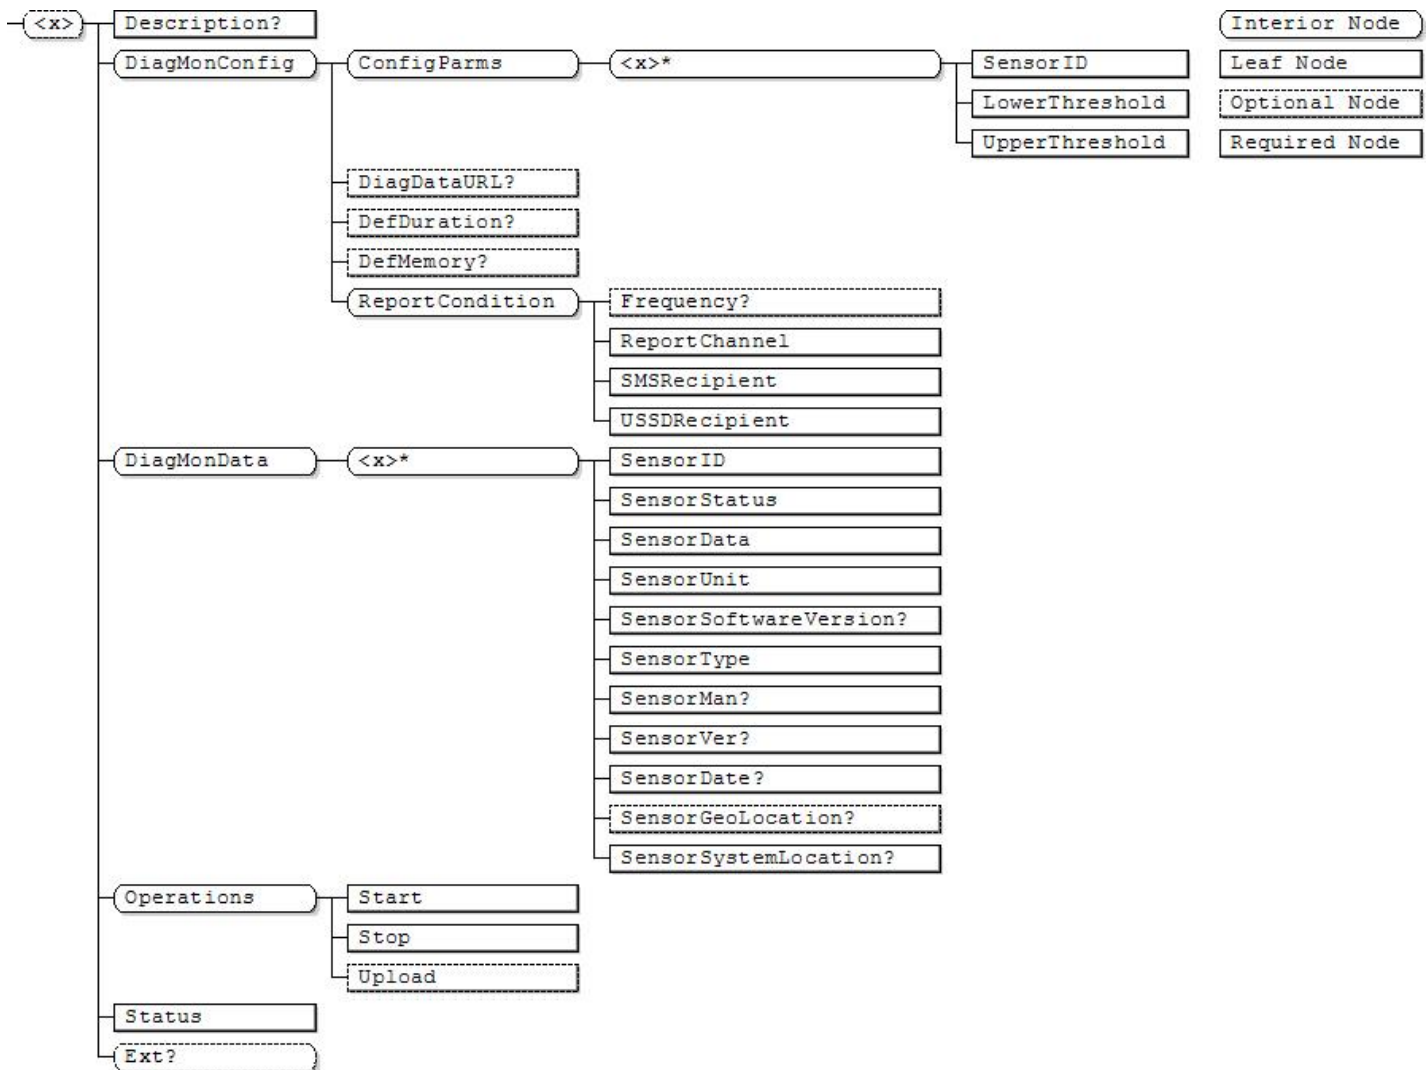 <x> Description? Interior Node
DiagMonConfig ConfigParms <x>* SensorID Leaf Node
LowerThreshold Optional Node
UpperThreshold Required Node
DiagDataURL?
DefDuration?
DefMemory?
ReportCondition Frequency?
ReportChannel
SMSRecipient
USSDRecipient
DiagMonData <x>* SensorID
SensorStatus
SensorData
SensorUnit
SensorSoftwareVersion?
SensorType
SensorMan?
SensorVer?
SensorDate?
SensorGeoLocation?
SensorSystemLocation?
Operations Start
Stop
Upload
Status
Ext?